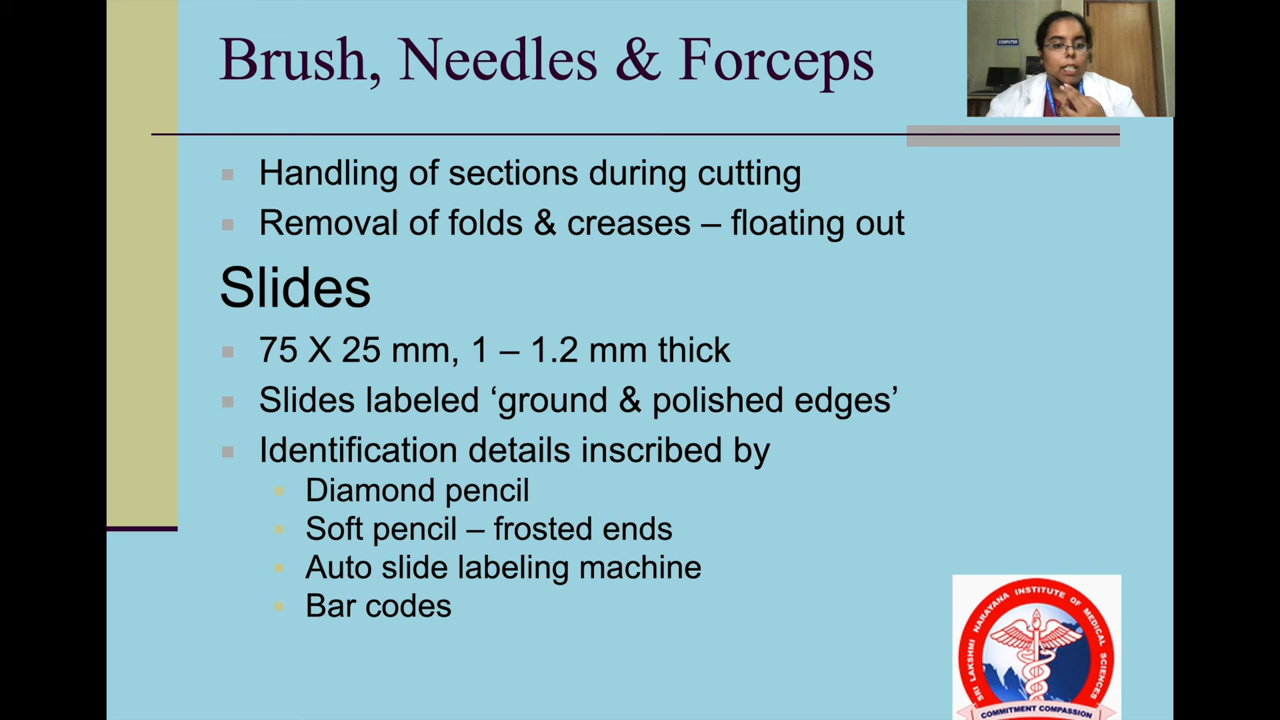 Brush, Needles & Forceps
COMPUTER
Handling of sections during cutting
Removal of folds & creases – floating out
Slides
75 X 25 mm, 1 – 1.2 mm thick
Slides labeled ‘ground & polished edges’
Identification details inscribed by
Diamond pencil
Soft pencil – frosted ends
Auto slide labeling machine
Bar codes
SRI LAKSHMI NARAYANA INSTITUTE OF MEDICAL SCIENCES
COMMITMENT COMPASSION